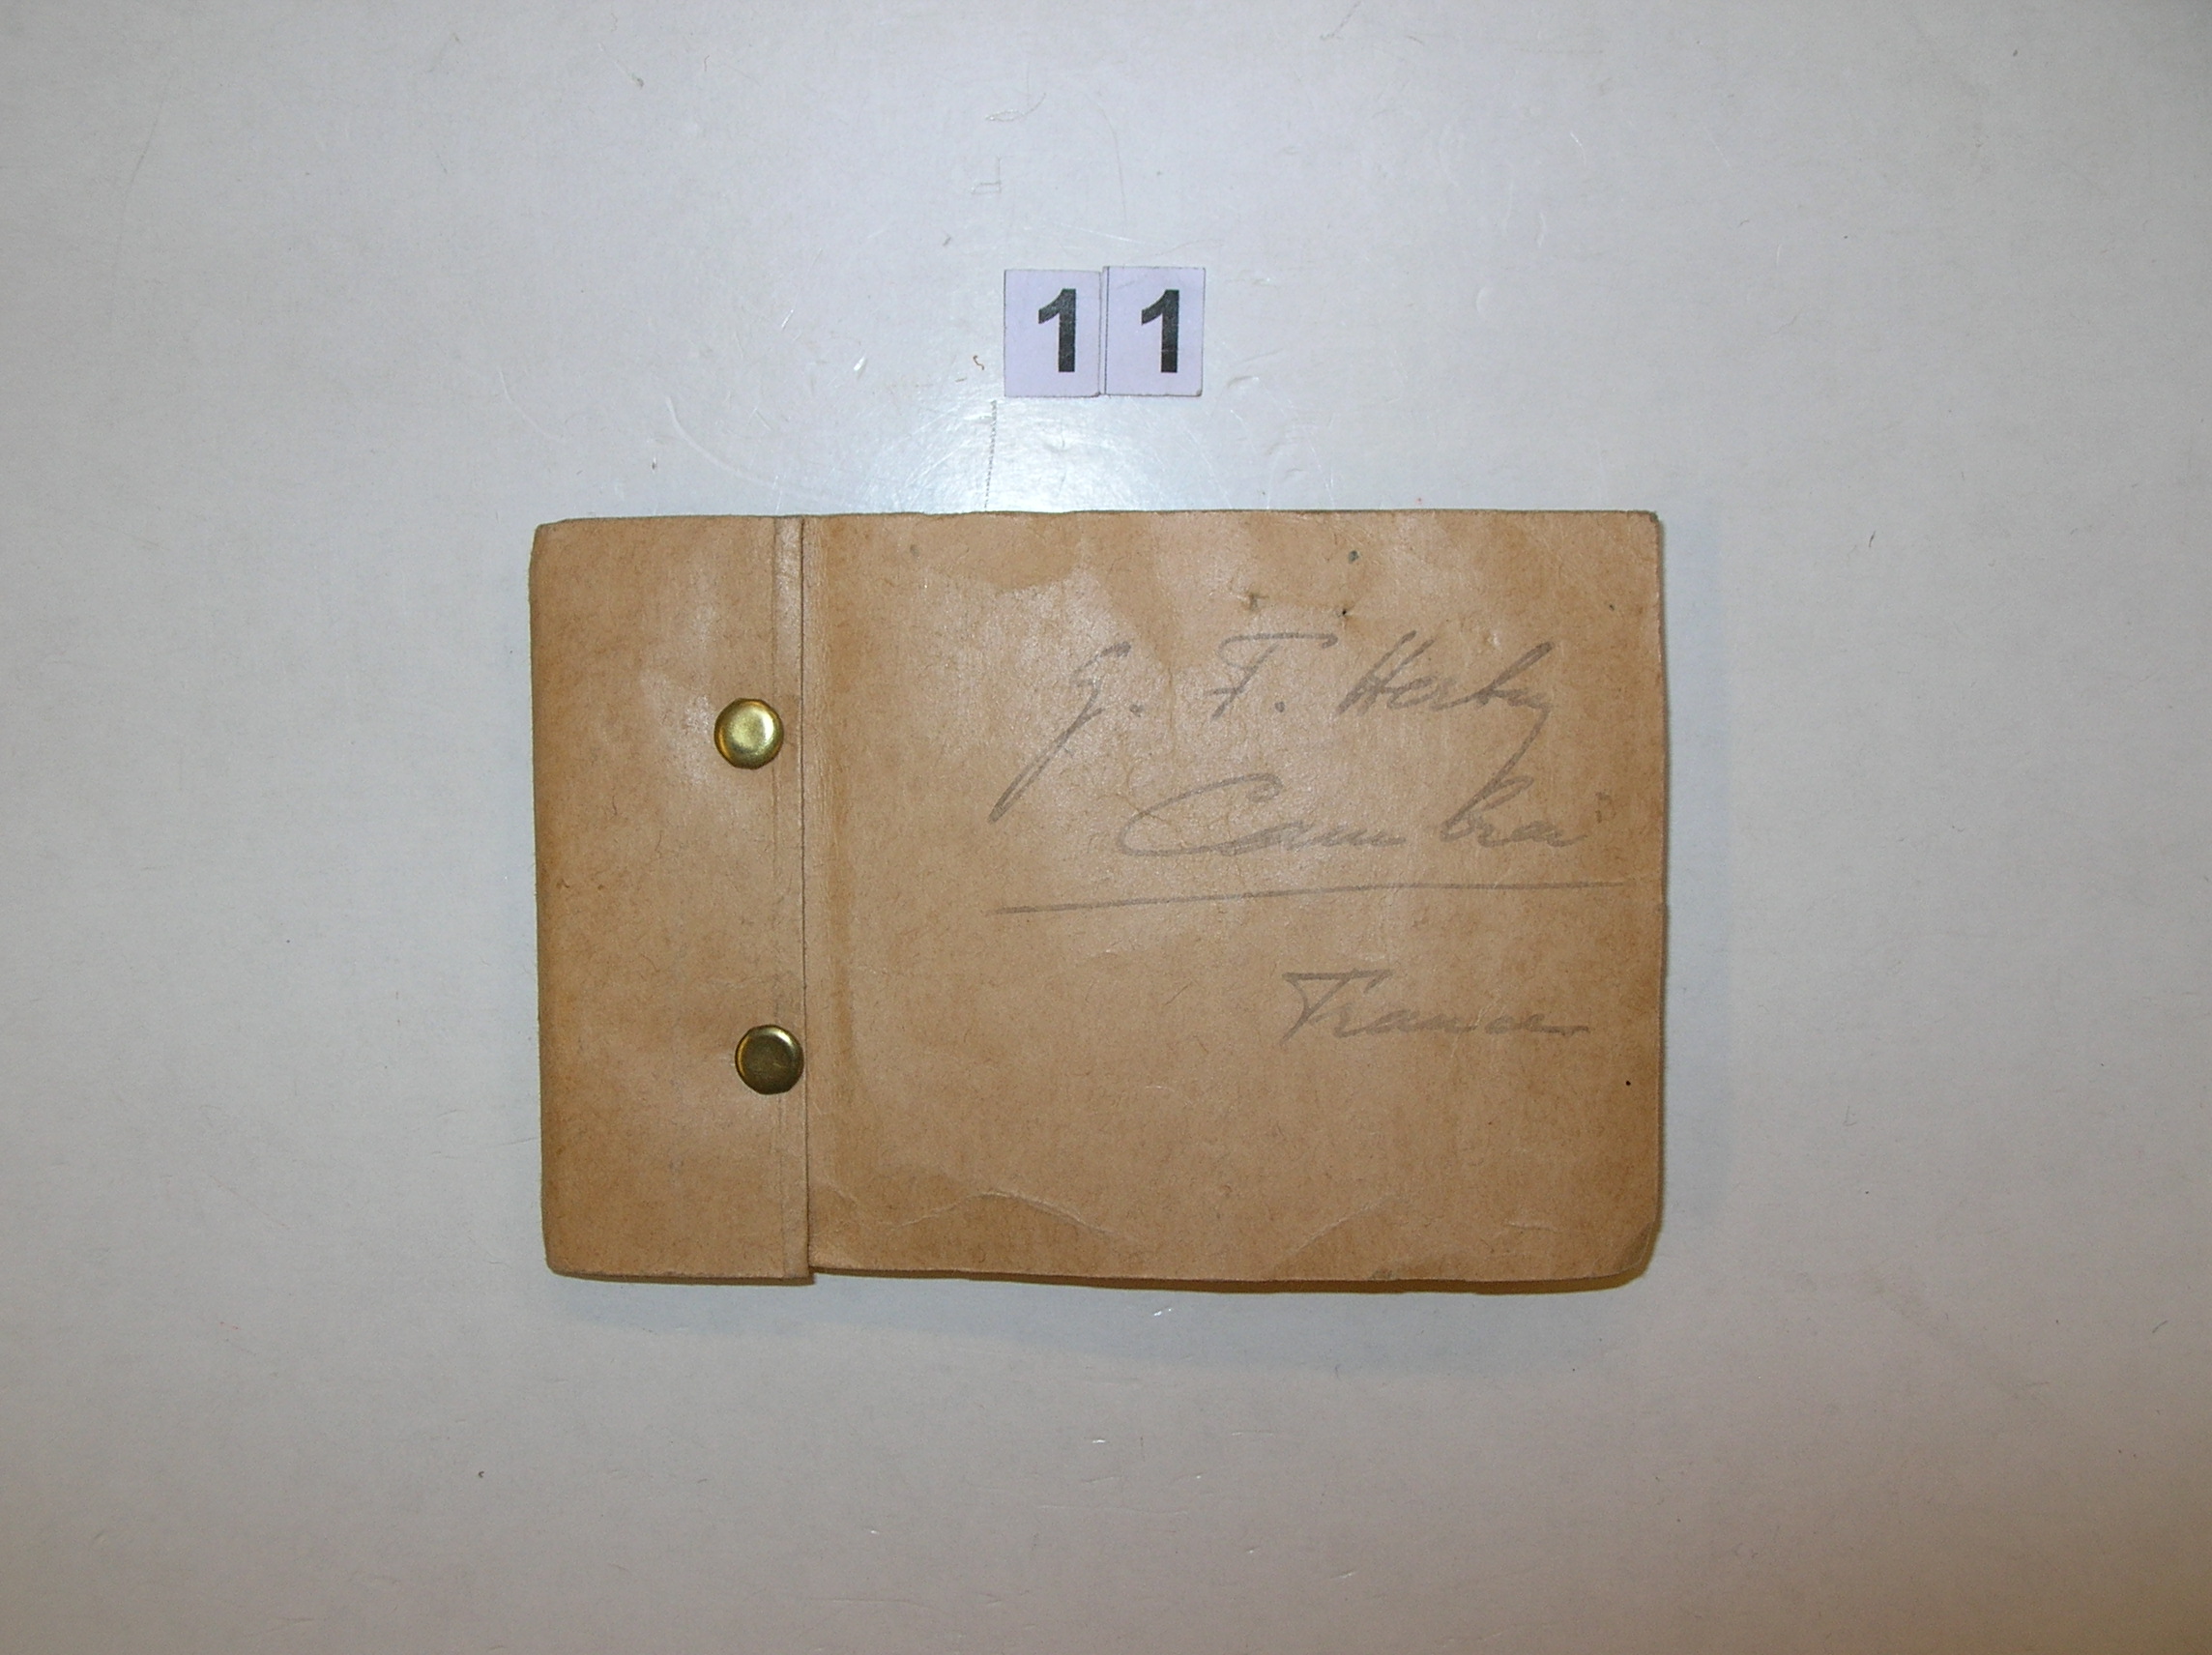 11
G. F. Herby
Cambrai
France